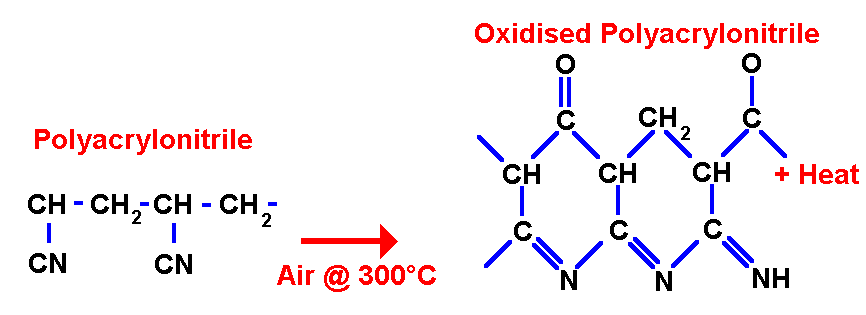 Oxidised Polyacrylonitrile
O O
Polyacrylonitrile
C CH2 C
CH CH CH + Heat
CH - CH2 - CH - CH2 -
C C C
CN CN
Air @ 300°C
N N NH